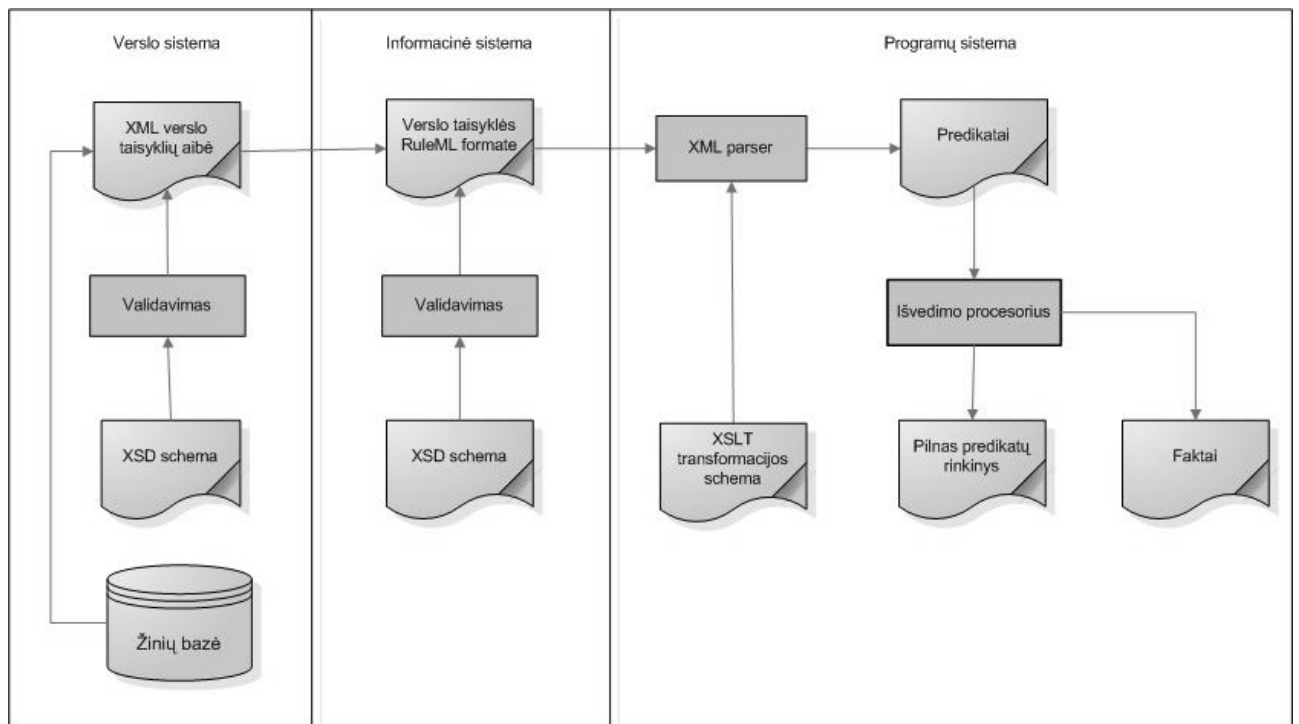 Verslo sistema
Informacinė sistema
Programų sistema
XML verslo
taisyklių aibė
Verslo taisyklės
RuleML formate
XML parser
Predikatai
Validavimas
Validavimas
Išvedimo procesorius
XSD schema
XSD schema
XSLT
transformacijos
schema
Pilnas predikatų
rinkinys
Faktai
Žinių bazė